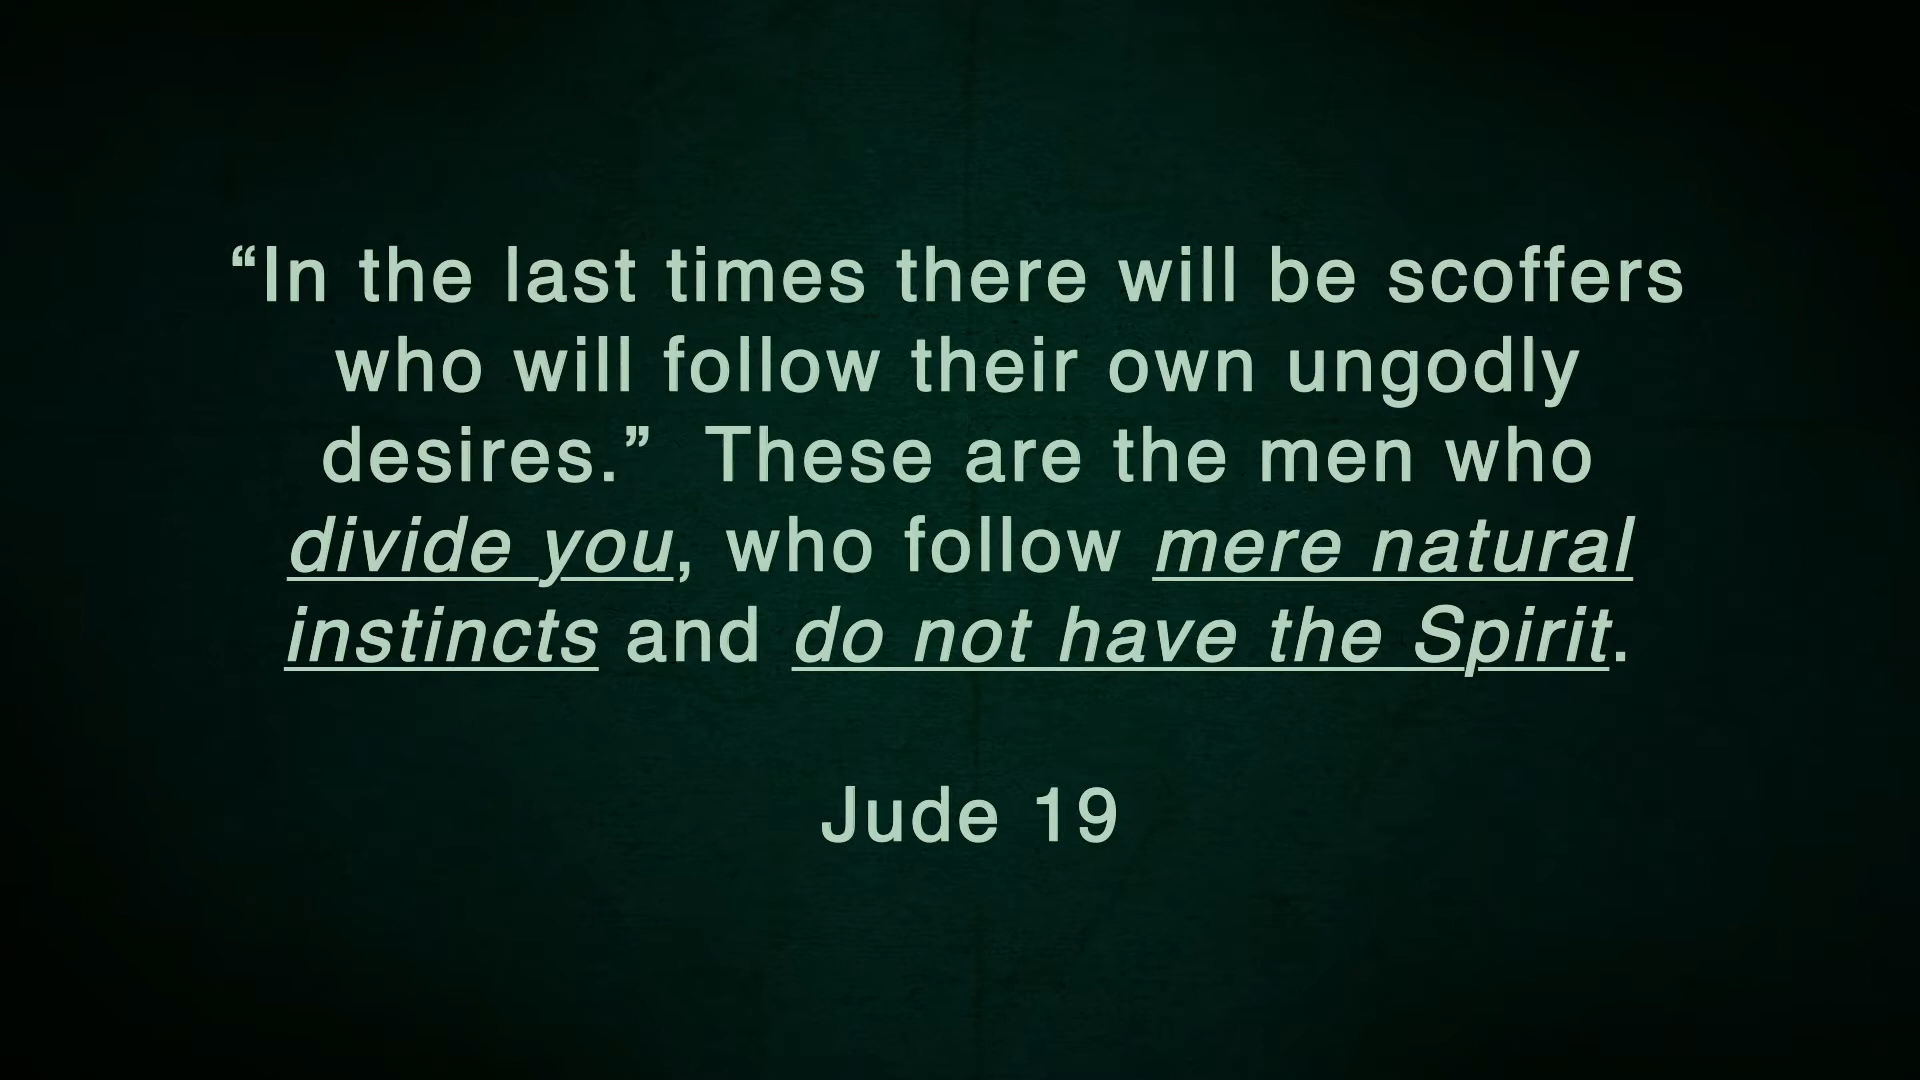 “In the last times there will be scoffers
who will follow their own ungodly
desires.”  These are the men who
divide you, who follow mere natural
instincts and do not have the Spirit.
Jude 19